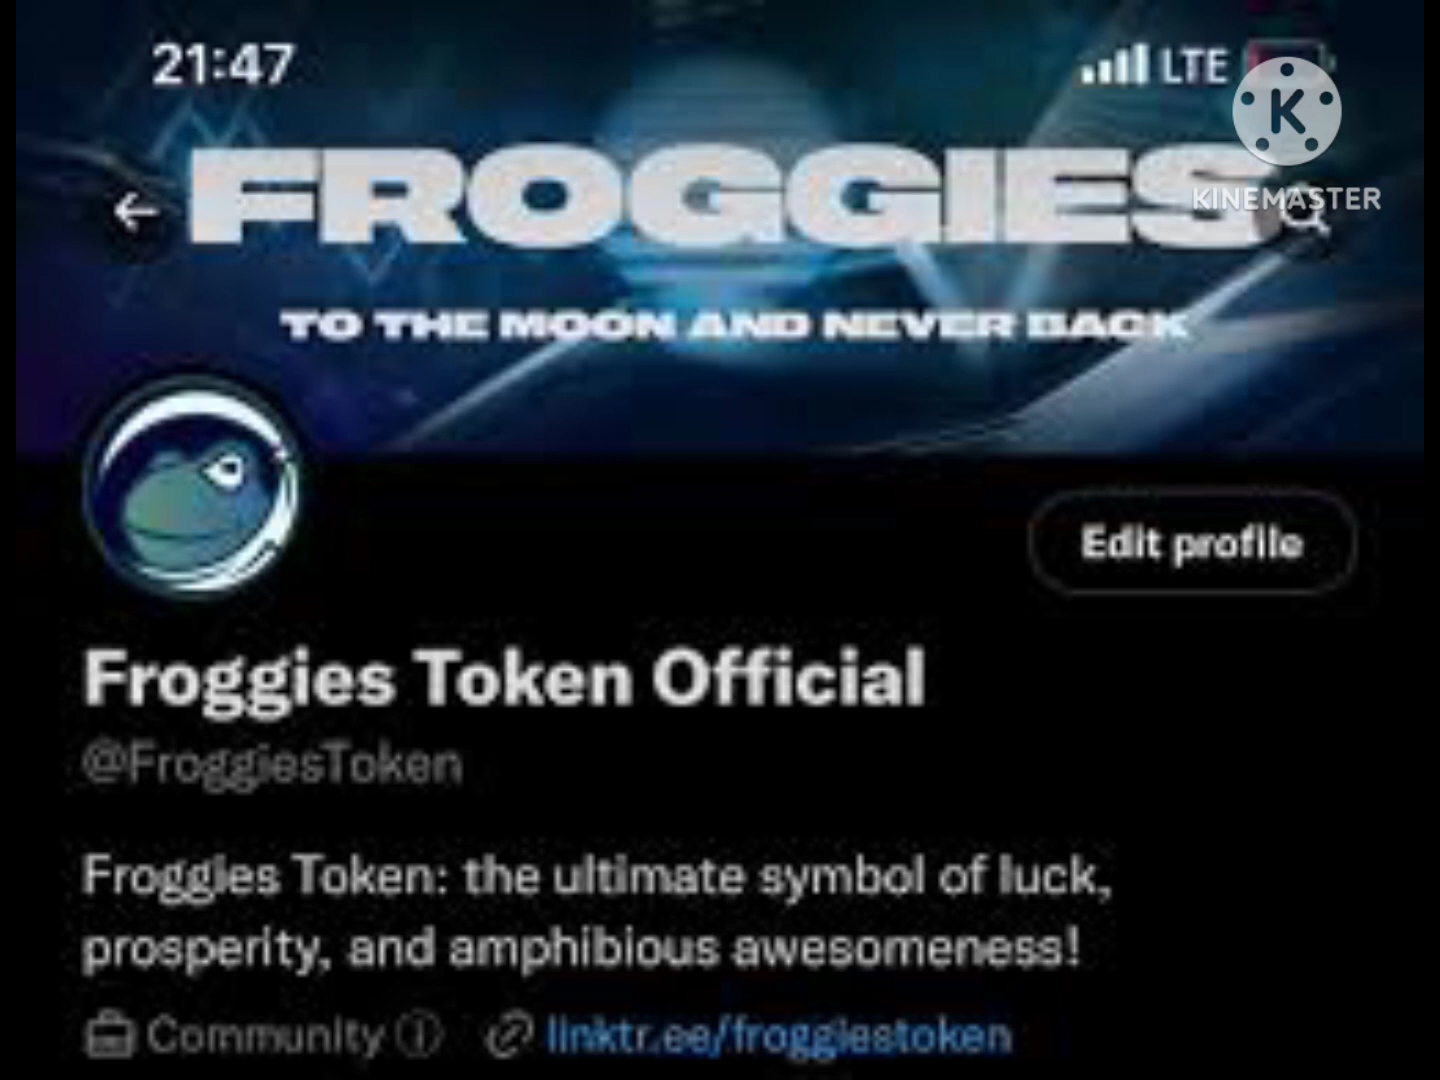 21:47 LTE
K
KINEMASTER
FROGGIES
TO THE MOON AND NEVER BACK
Edit profile
Froggies Token Official
@FroggiesToken
Froggies Token: the ultimate symbol of luck,
prosperity, and amphibious awesomeness!
Community linktr.ee/froggiestoken